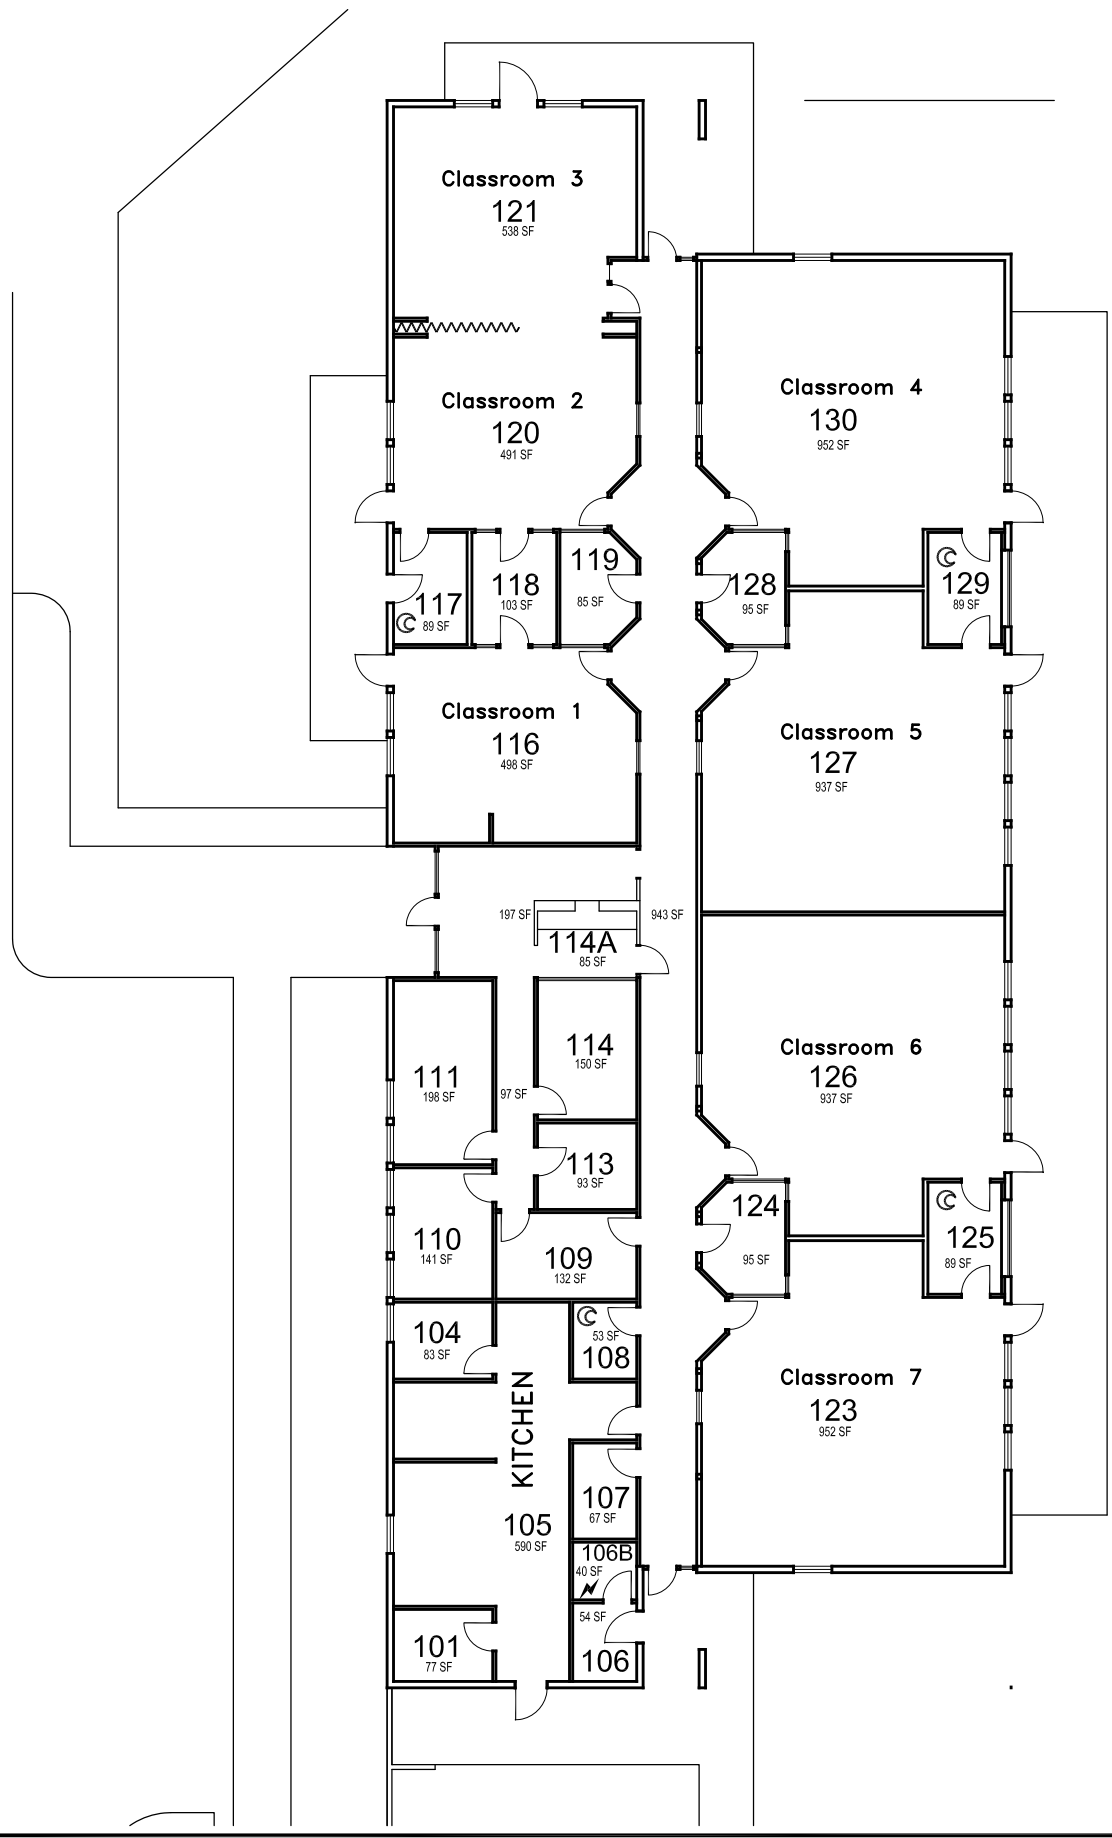 Classroom 3
121
538 SF
Classroom 2
120
491 SF
Classroom 4
130
952 SF
119
85 SF
118
103 SF
117
89 SF
128
95 SF
129
89 SF
Classroom 1
116
498 SF
Classroom 5
127
937 SF
197 SF
943 SF
114A
85 SF
114
150 SF
111
198 SF
97 SF
Classroom 6
126
937 SF
113
93 SF
124
95 SF
125
89 SF
110
141 SF
109
132 SF
104
83 SF
53 SF
108
KITCHEN
Classroom 7
123
952 SF
107
67 SF
105
590 SF
106B
40 SF
54 SF
106
101
77 SF